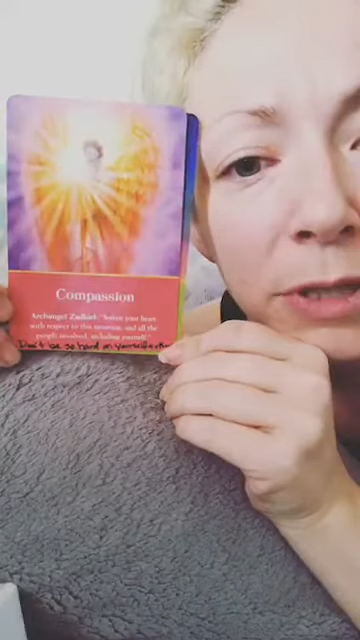 Compassion
Archangel Zadkiel: "Soften your heart
with respect to this situation, and all the
people involved, including yourself."
Don't be so hard on yourself